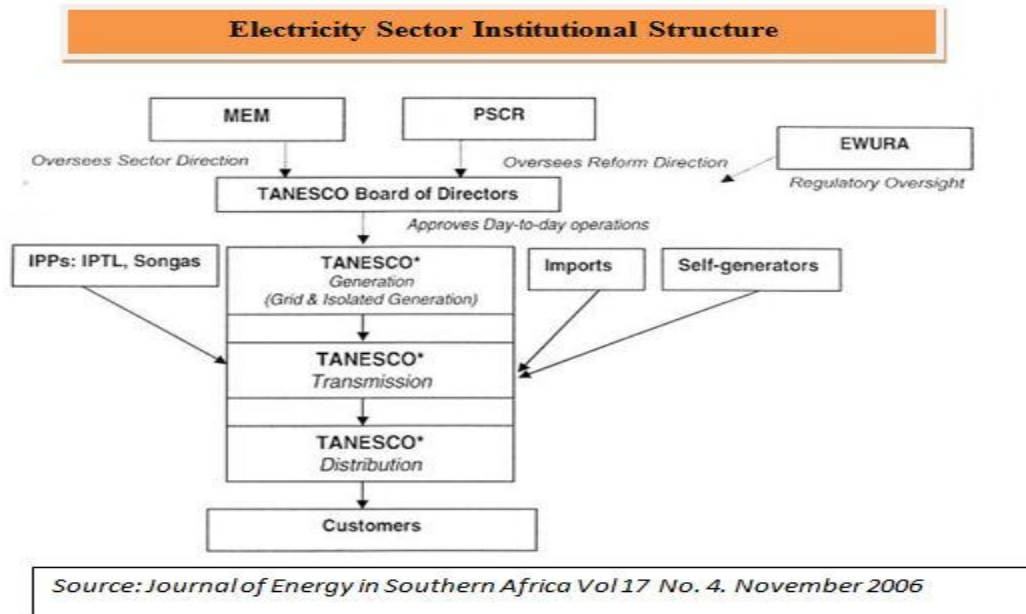 Electricity Sector Institutional Structure
MEM
PSCR
EWURA
Oversees Sector Direction
Oversees Reform Direction
Regulatory Oversight
TANESCO Board of Directors
Approves Day-to-day operations
IPPs: IPTL, Songas
TANESCO*
Generation
(Grid & Isolated Generation)
Imports
Self-generators
TANESCO*
Transmission
TANESCO*
Distribution
Customers
Source: Journal of Energy in Southern Africa Vol 17 No. 4. November 2006